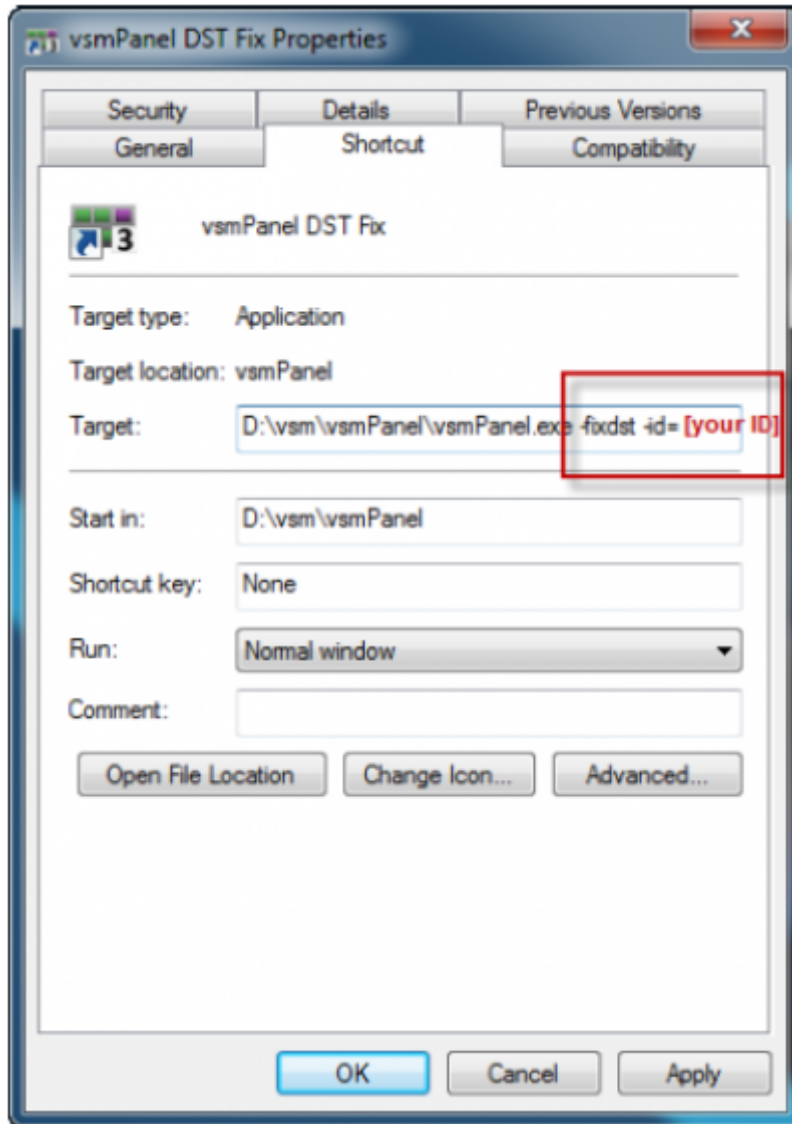 vsmPanel DST Fix Properties
Security Details Previous Versions
General Shortcut Compatibility
3 vsmPanel DST Fix
Target type: Application
Target location: vsmPanel
Target: D:\vsm\vsmPanel\vsmPanel.exe -fixdst -id= [your ID]
Start in: D:\vsm\vsmPanel
Shortcut key: None
Run: Normal window
Comment:
Open File Location Change Icon... Advanced...
OK Cancel Apply